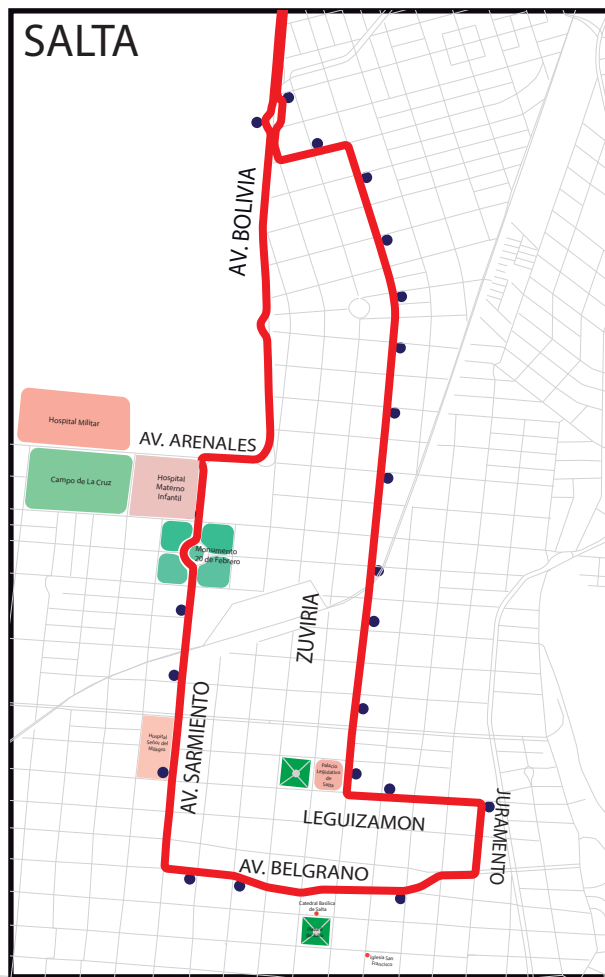 SALTA
AV. BOLIVIA
Hospital Militar
AV. ARENALES
Campo de La Cruz
Hospital
Materno
Infantil
Monumento
20 de Febrero
ZUVIRIA
AV. SARMIENTO
Hospital
Señor del
Milagro
Palacio
Legislativo de
Salta
LEGUIZAMON
JURAMENTO
AV. BELGRANO
Catedral Basílica
de Salta
Iglesia San
Francisco